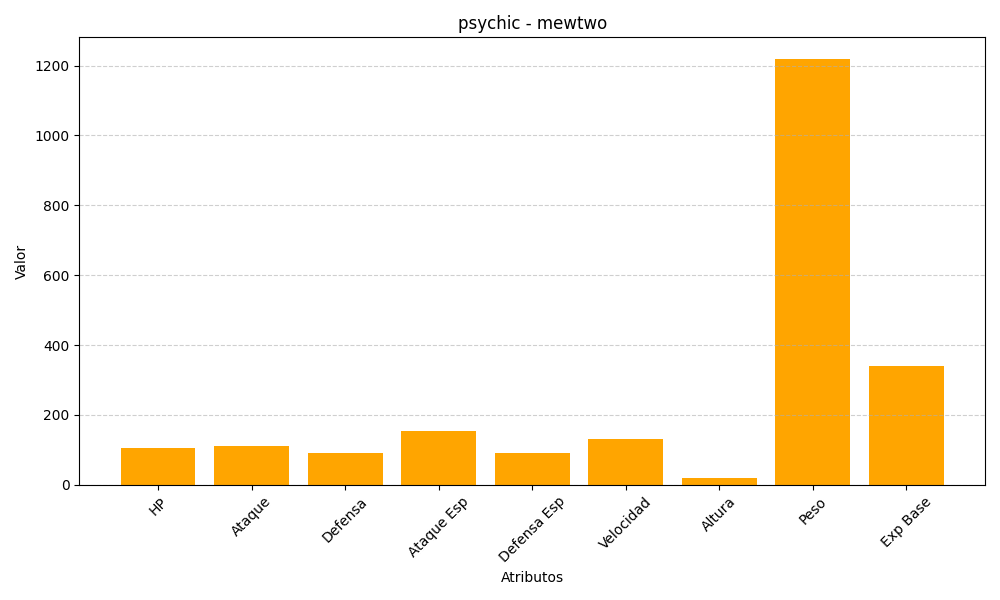 psychic - mewtwo
Valor
1200
1000
800
600
400
200
0
HP
Ataque
Defensa
Ataque Esp
Defensa Esp
Velocidad
Altura
Peso
Exp Base
Atributos